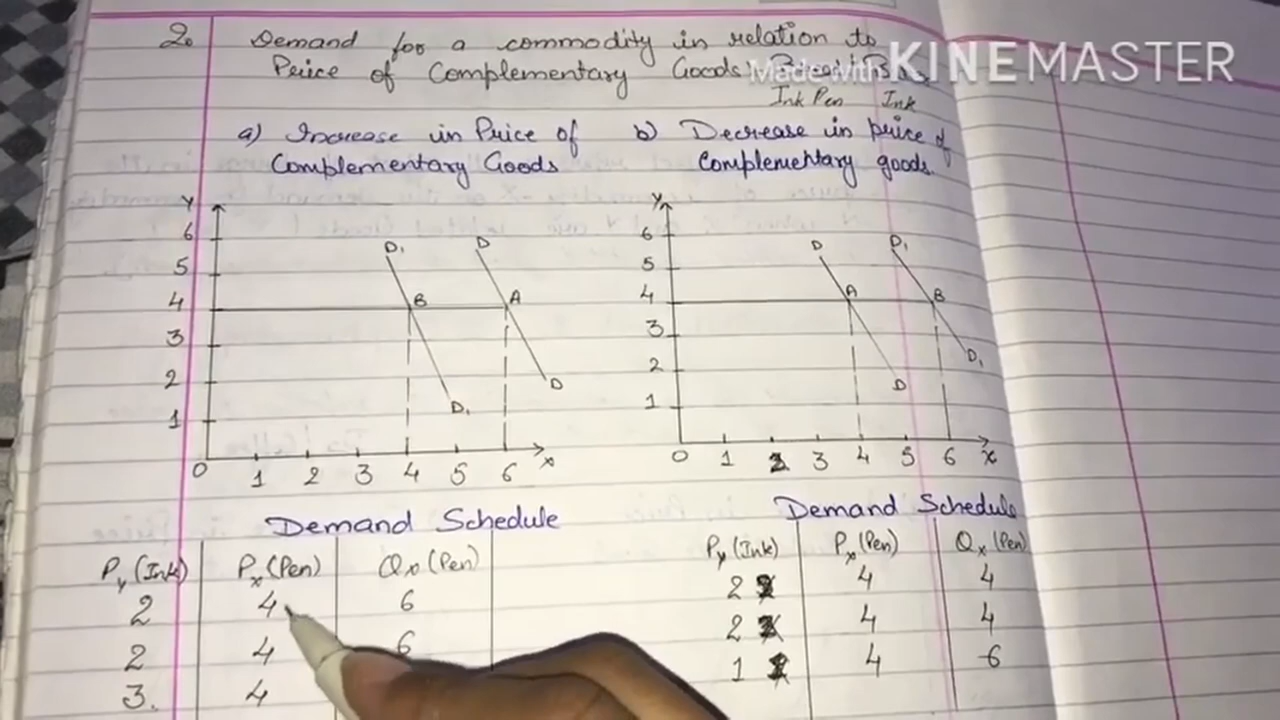 2. Demand for a commodity in relation to
Price of Complementary Goods
Made with KINEMASTER
Ink Pen Ink
a) Increase in Price of
Complementary Goods
b) Decrease in price of
Complementary goods.
Y
6
5
4
3
2
1
0 1 2 3 4 5 6 x
D1 D
B A
D1 D
Y
6
5
4
3
2
1
0 1 2 3 4 5 6 x
D D1
A B
D D1
Demand Schedule
Py (Ink) Px (Pen) Qx (Pen)
2 4 6
2 4 6
3. 4
Demand Schedule
Py (Ink) Px (Pen) Qx (Pen)
2 4 4
2 4 4
1 4 6